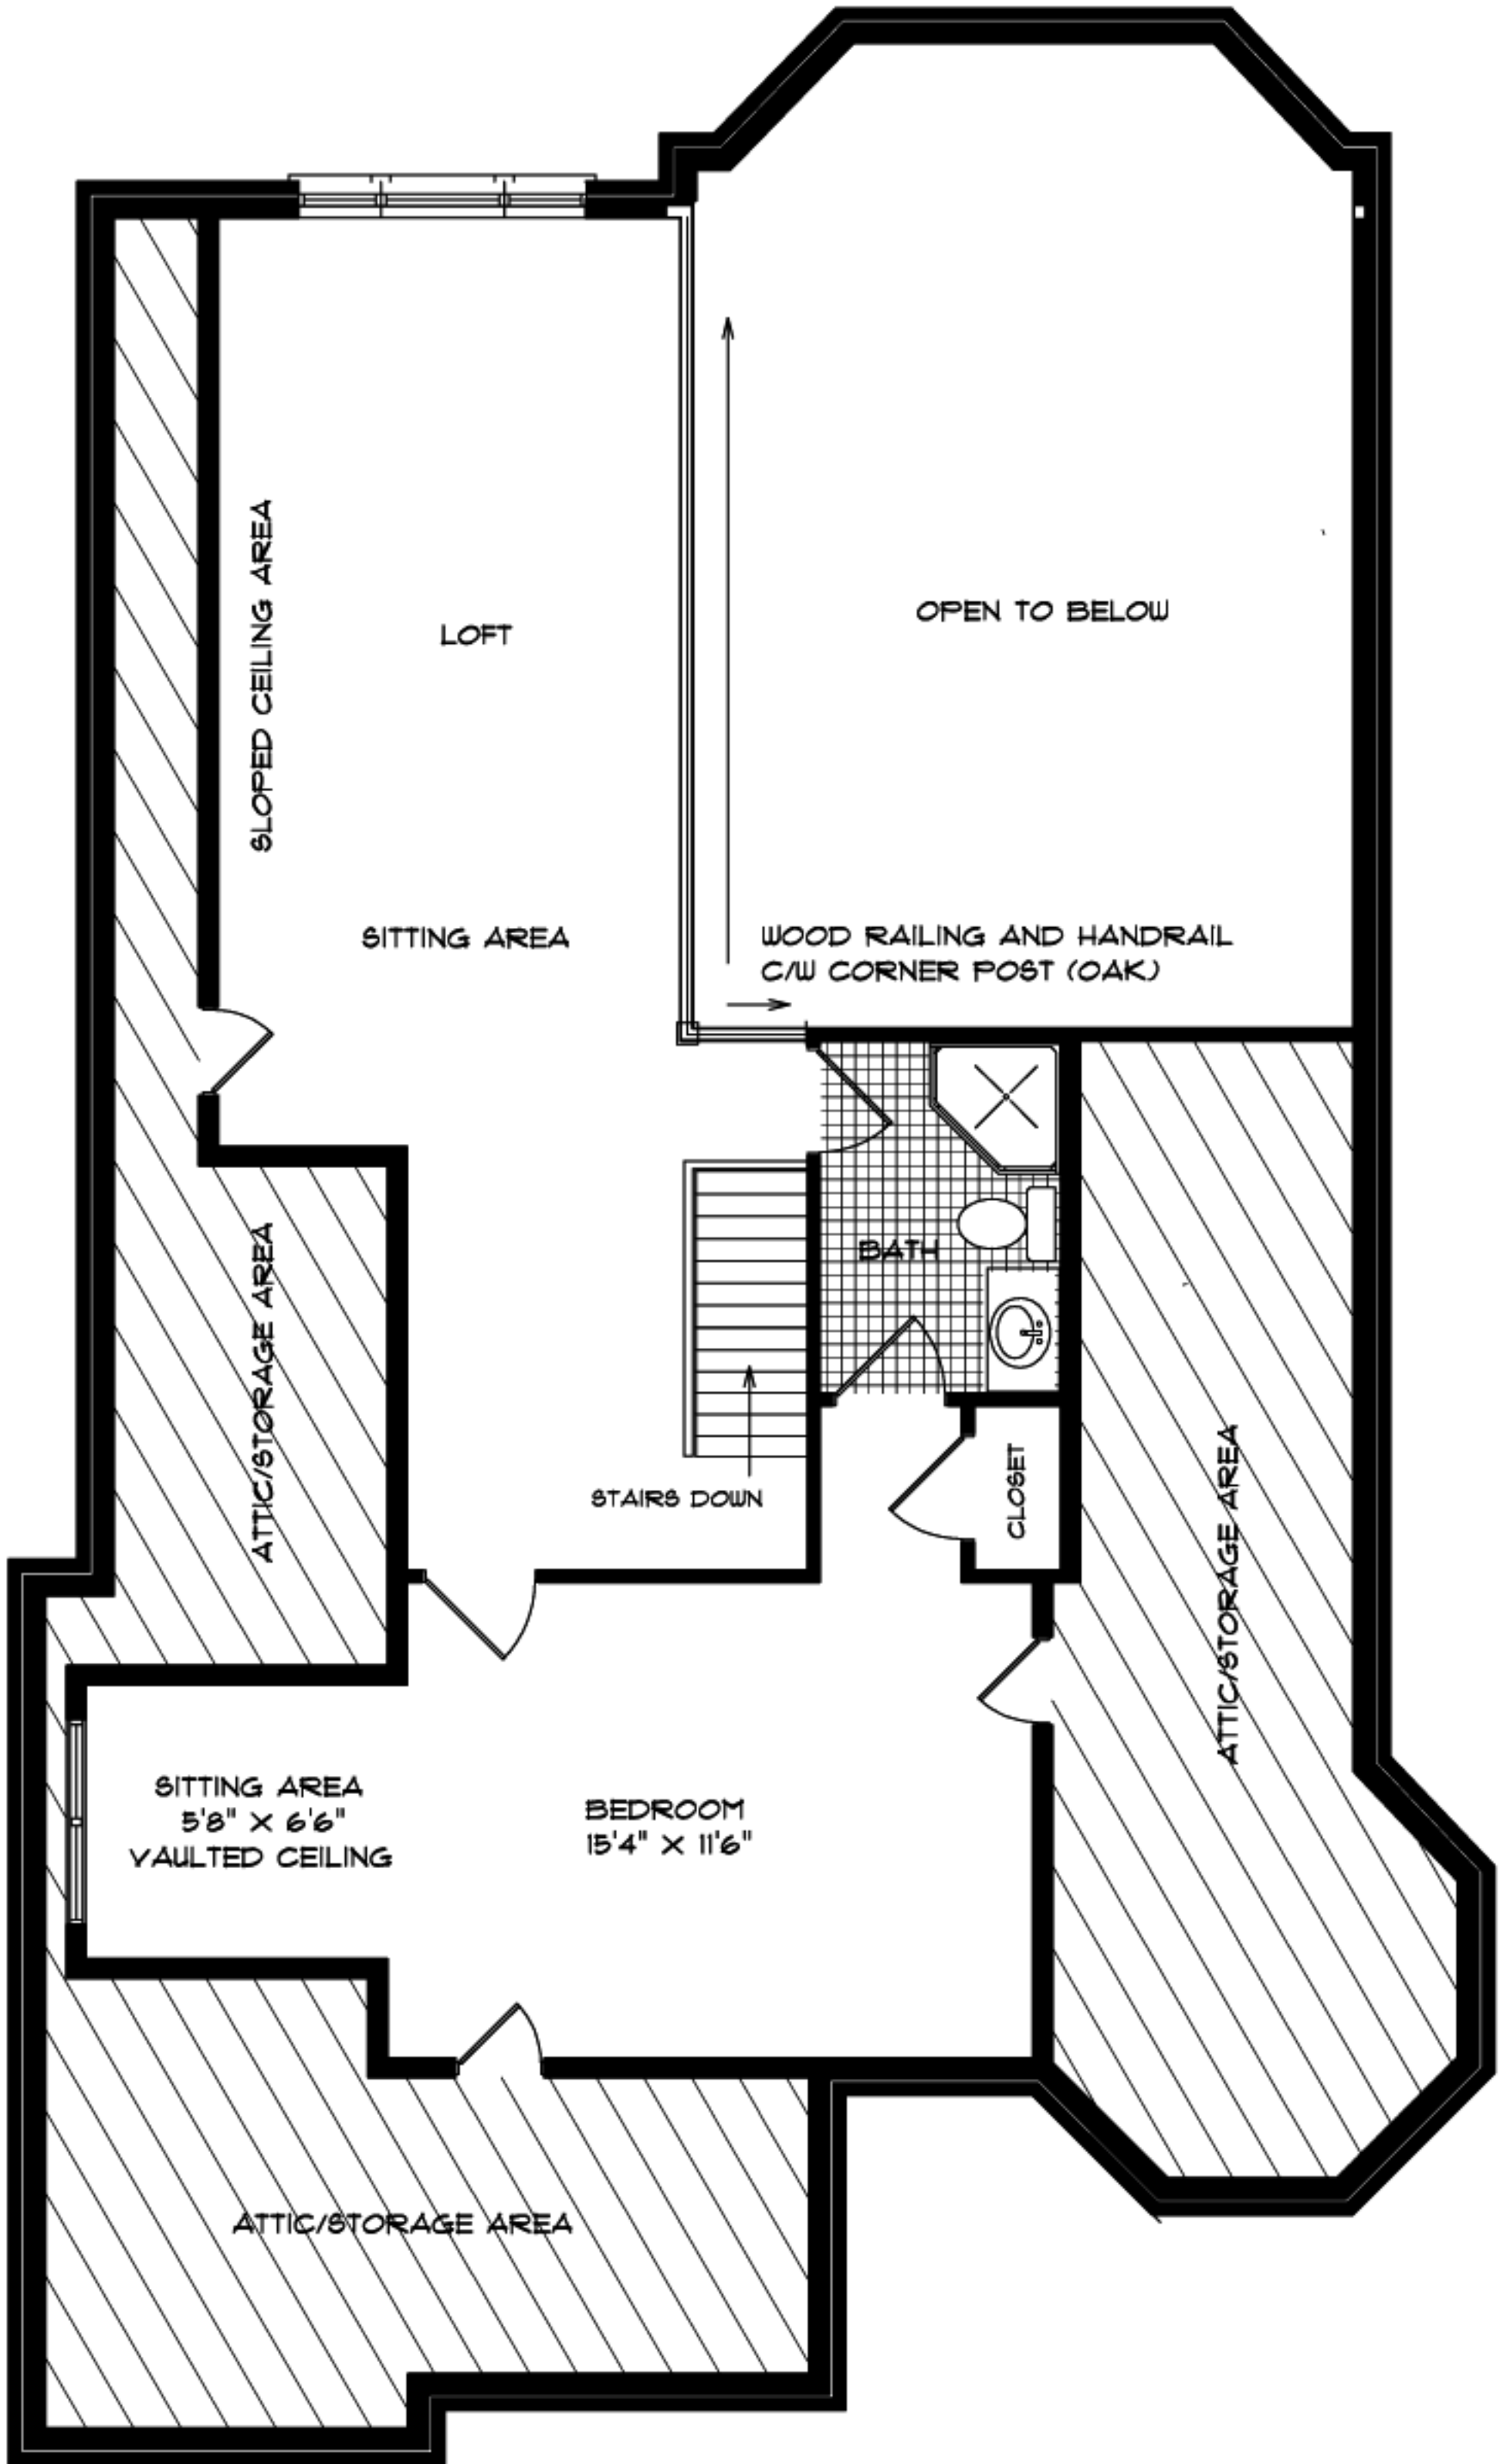 SLOPED CEILING AREA
LOFT
OPEN TO BELOW
SITTING AREA
WOOD RAILING AND HANDRAIL
C/W CORNER POST (OAK)
ATTIC/STORAGE AREA
BATH
STAIRS DOWN
CLOSET
ATTIC/STORAGE AREA
SITTING AREA
5'8" X 6'6"
VAULTED CEILING
BEDROOM
15'4" X 11'6"
ATTIC/STORAGE AREA